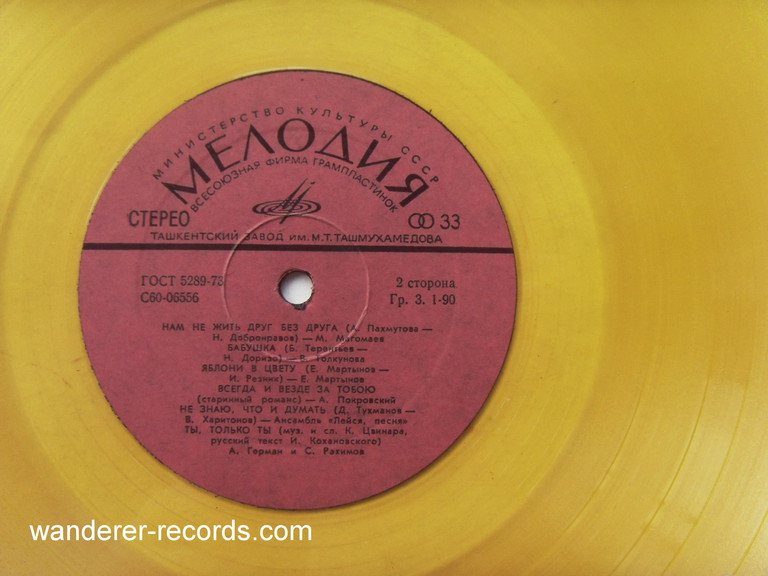 МИНИСТЕРСТВО КУЛЬТУРЫ СССР
МЕЛОДИЯ
ВСЕСОЮЗНАЯ ФИРМА ГРАМПЛАСТИНОК
СТЕРЕО
33
ТАШКЕНТСКИЙ ЗАВОД ИМ. М.Т. ТАШМУХАМЕДОВА
ГОСТ 5289-73
2 сторона
С60-06556
Гр. 3. 1-90
НАМ НЕ ЖИТЬ ДРУГ БЕЗ ДРУГА (А. Пахмутова —
Н. Добронравов) — М. Магомаев
БАБУШКА (Б. Терентьев —
Н. Доризо) — В. Толкунова
ЯБЛОНИ В ЦВЕТУ (Е. Мартынов —
И. Резник) — Е. Мартынов
ВСЕГДА И ВЕЗДЕ ЗА ТОБОЮ
(старинный романс) — А. Покровский
НЕ ЗНАЮ, ЧТО И ДУМАТЬ (Д. Тухманов —
В. Харитонов) — Ансамбль «Лейся, песня»
ТЫ, ТОЛЬКО ТЫ (муз. и сл. К. Цвинара,
русский текст И. Кохановского)
А. Герман и С. Рахимов
wanderer-records.com